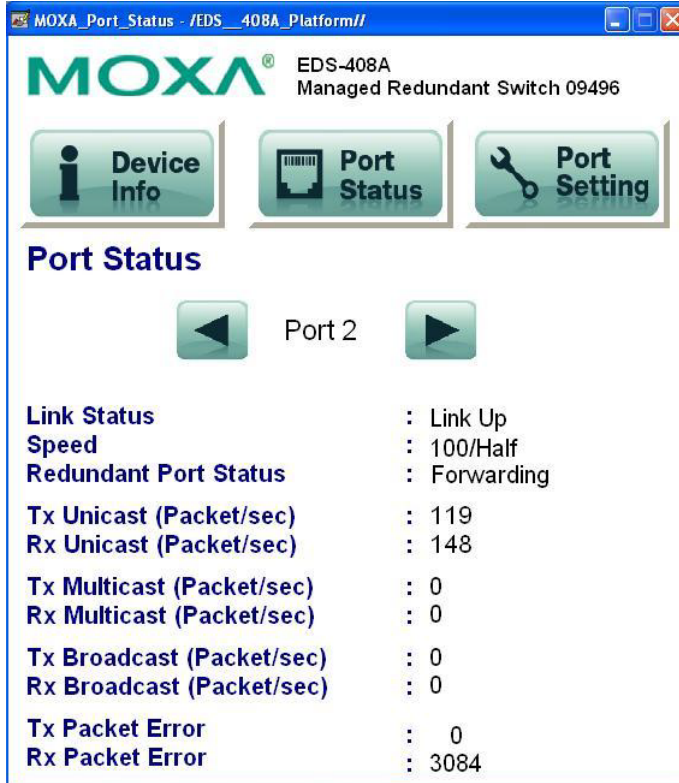 MOXA_Port_Status - /EDS__408A_Platform//
MOXA® EDS-408A
Managed Redundant Switch 09496
Device Info
Port Status
Port Setting
Port Status
Port 2
Link Status : Link Up
Speed : 100/Half
Redundant Port Status : Forwarding
Tx Unicast (Packet/sec) : 119
Rx Unicast (Packet/sec) : 148
Tx Multicast (Packet/sec) : 0
Rx Multicast (Packet/sec) : 0
Tx Broadcast (Packet/sec) : 0
Rx Broadcast (Packet/sec) : 0
Tx Packet Error : 0
Rx Packet Error : 3084